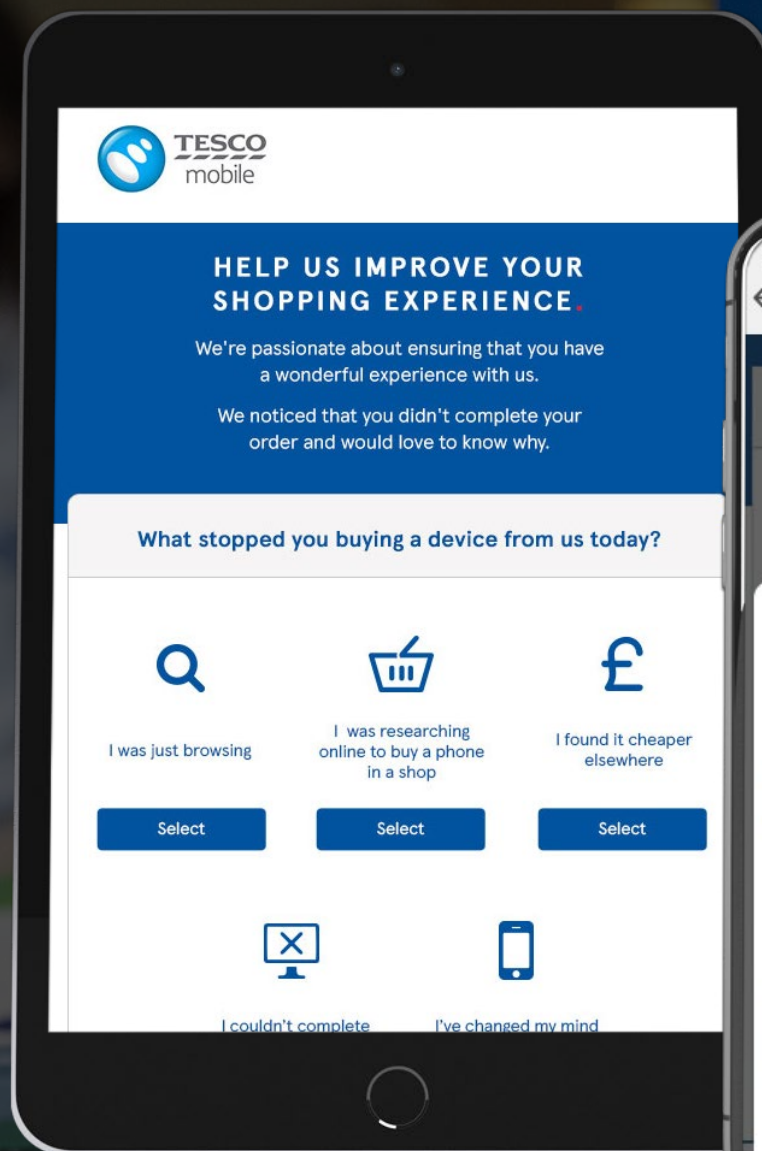 TESCO
mobile
HELP US IMPROVE YOUR
SHOPPING EXPERIENCE.
We're passionate about ensuring that you have
a wonderful experience with us.
We noticed that you didn't complete your
order and would love to know why.
What stopped you buying a device from us today?
I was just browsing
I was researching
online to buy a phone
in a shop
I found it cheaper
elsewhere
Select
Select
Select
I couldn't complete
I've changed my mind